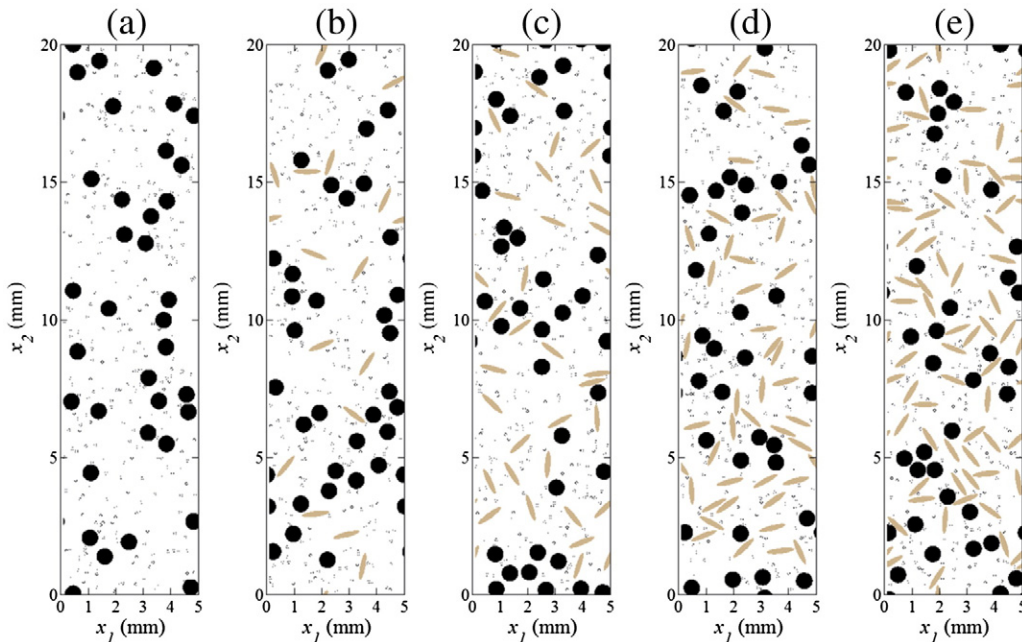 (a) (b) (c) (d) (e)
20 20 20 20 20
15 15 15 15 15
x2 (mm) x2 (mm) x2 (mm) x2 (mm) x2 (mm)
10 10 10 10 10
5 5 5 5 5
0 0 0 0 0
0 1 2 3 4 5 0 1 2 3 4 5 0 1 2 3 4 5 0 1 2 3 4 5 0 1 2 3 4 5
x1 (mm) x1 (mm) x1 (mm) x1 (mm) x1 (mm)